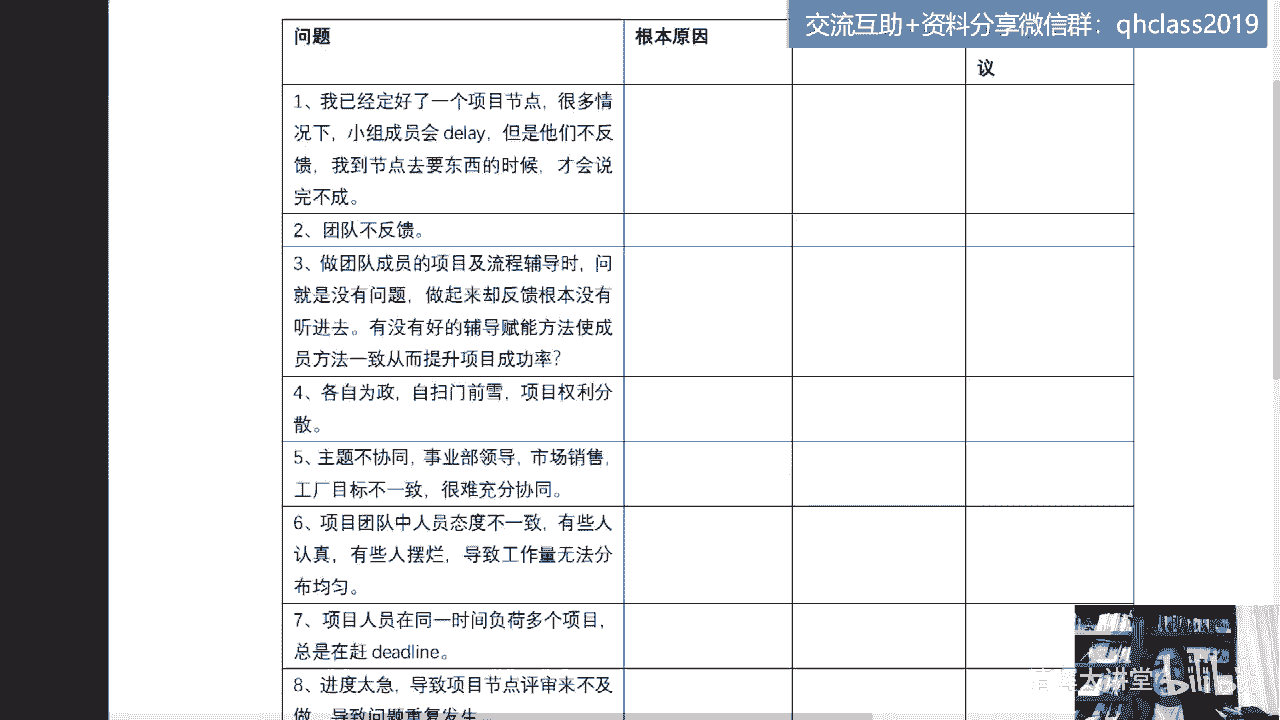 交流互助+资料分享微信群：qhclass2019
问题
根本原因
议
1、我已经定好了一个项目节点，很多情
况下，小组成员会 delay，但是他们不反
馈，我到节点去要东西的时候，才会说
完不成。
2、团队不反馈。
3、做团队成员的项目及流程辅导时，问
就是没有问题，做起来却反馈根本没有
听进去。有没有好的辅导赋能方法使成
员方法一致从而提升项目成功率？
4、各自为政，自扫门前雪，项目权利分
散。
5、主题不协同，事业部领导，市场销售，
工厂目标不一致，很难充分协同。
6、项目团队中人员态度不一致，有些人
认真，有些人摆烂，导致工作量无法分
布均匀。
7、项目人员在同一时间负荷多个项目，
总是在赶 deadline。
8、进度太急，导致项目节点评审来不及
做，导致问题重复发生
大讲堂
bilibili